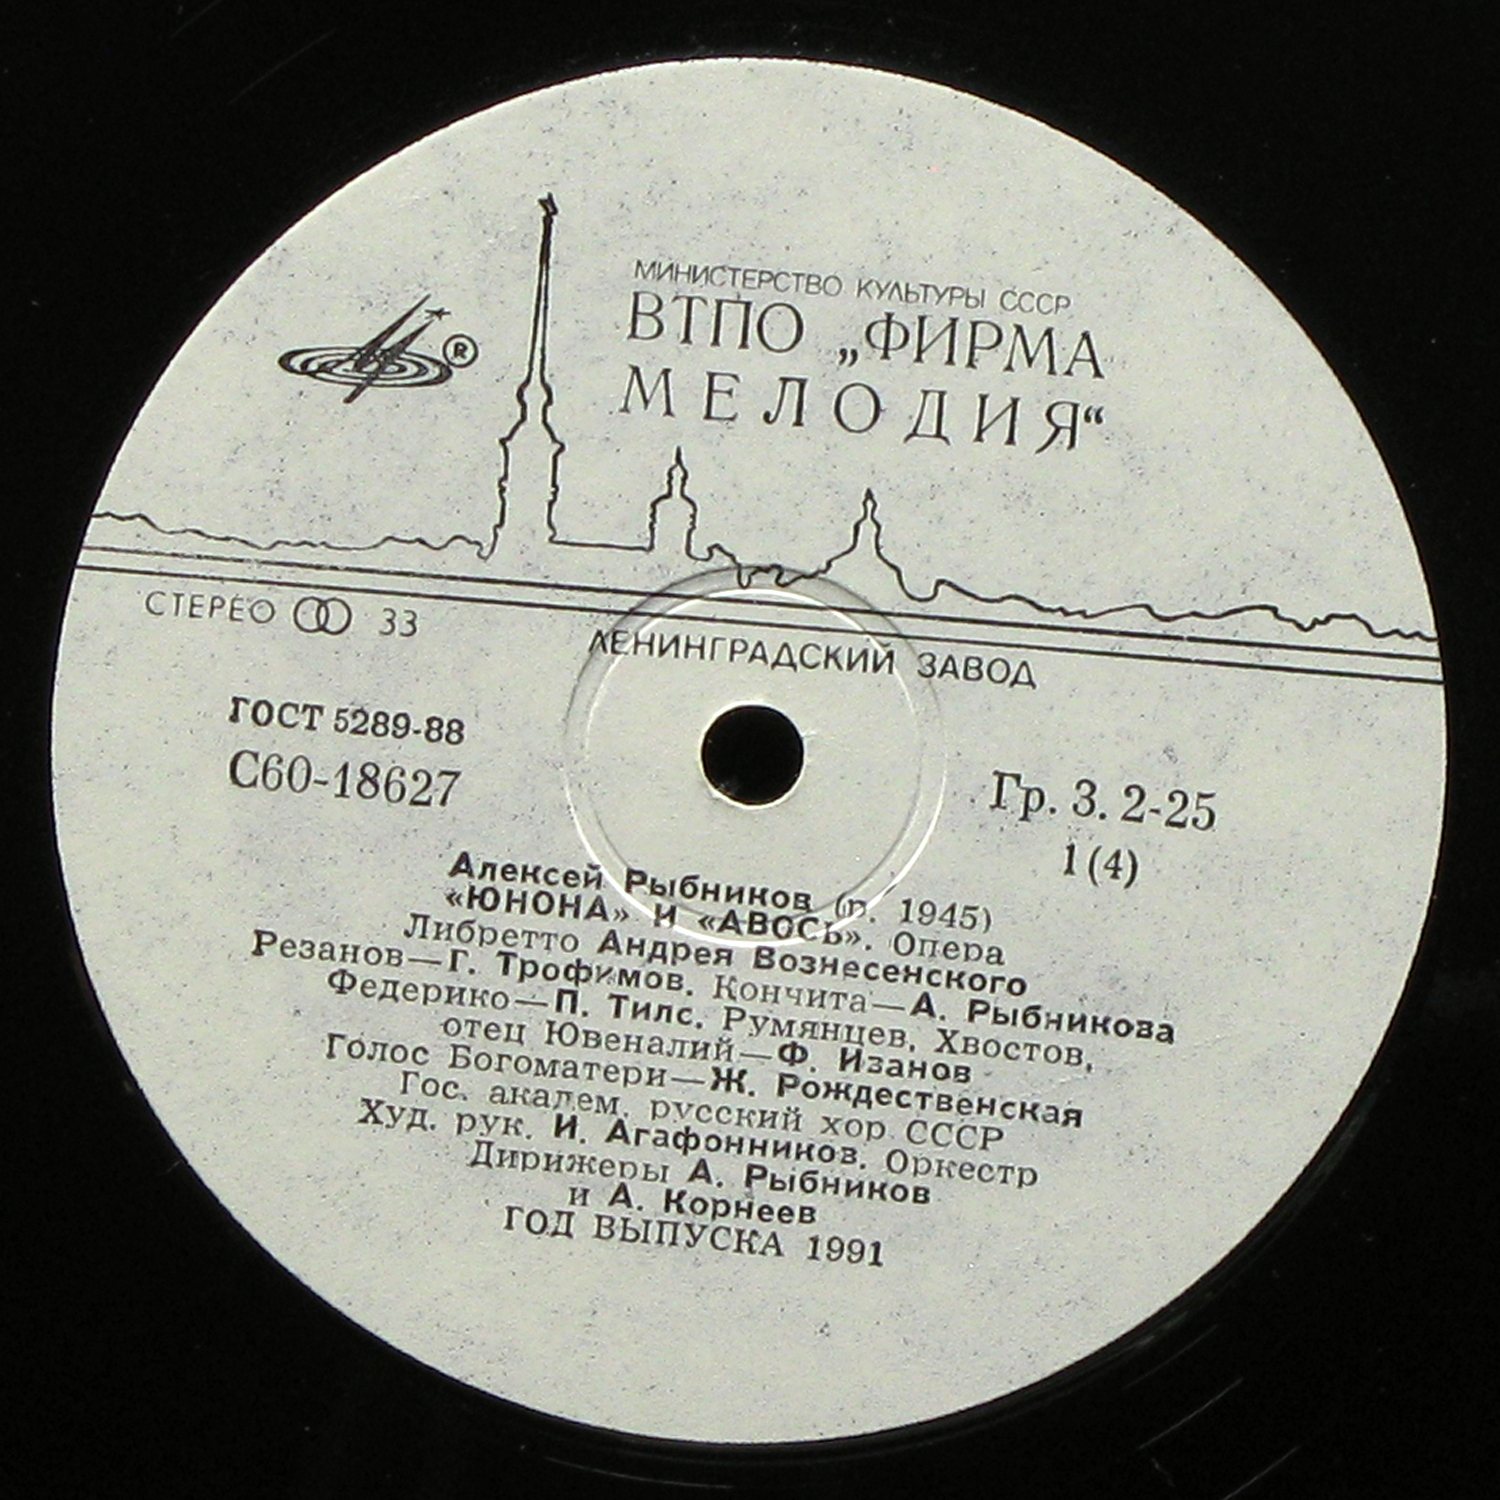 МИНИСТЕРСТВО КУЛЬТУРЫ СССР
ВТПО „ФИРМА
МЕЛОДИЯ“
®
СТЕРЕО 33
ЛЕНИНГРАДСКИЙ ЗАВОД
ГОСТ 5289-88
С60-18627
Гр. 3. 2-25
1 (4)
Алексей Рыбников (р. 1945)
«ЮНОНА» И «АВОСЬ». Опера
Либретто Андрея Вознесенского
Резанов—Г. Трофимов, Кончита—А. Рыбникова
Федерико—П. Тилс, Румянцев, Хвостов,
отец Ювеналий—Ф. Изанов
Голос Богоматери—Ж. Рождественская
Гос. академ. русский хор СССР
Худ. рук. И. Агафонников. Оркестр
Дирижеры А. Рыбников
и А. Корнеев
ГОД ВЫПУСКА 1991